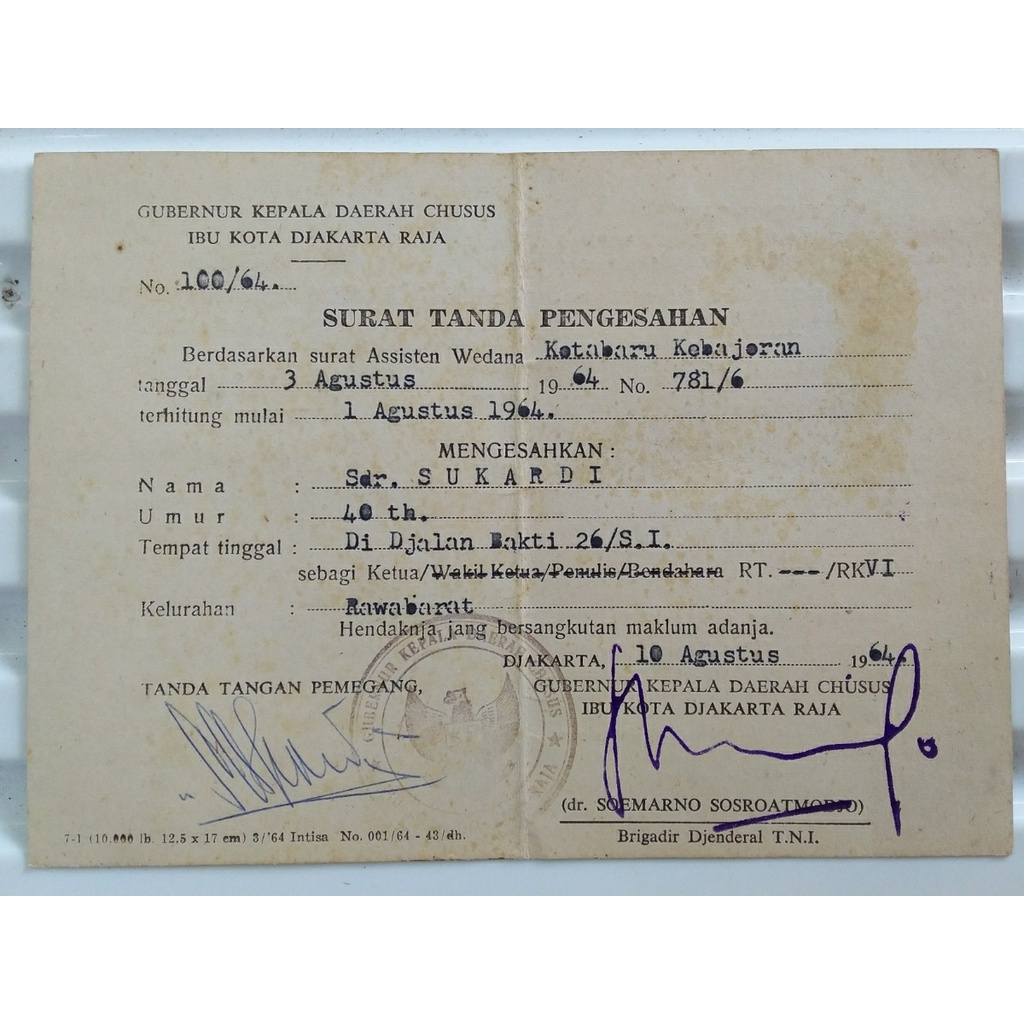 GUBERNUR KEPALA DAERAH CHUSUS
IBU KOTA DJAKARTA RAJA
No. 100/64.
SURAT TANDA PENGESAHAN
Berdasarkan surat Assisten Wedana Kotabaru Kebajoran
tanggal 3 Agustus 1964 No. 781/6
terhitung mulai 1 Agustus 1964.
MENGESAHKAN :
Nama : Sdr. SUKARDI
Umur : 40 th.
Tempat tinggal : Di Djalan Bakti 26/S.I.
sebagi Ketua/Wakil Ketua/Penulis/Bendahara RT. --- /RKVI
Kelurahan : Rawabarat
Hendaknja jang bersangkutan maklum adanja.
DJAKARTA, 10 Agustus 1964.
TANDA TANGAN PEMEGANG,
GUBERNUR KEPALA DAERAH CHUSUS
IBU KOTA DJAKARTA RAJA
GUBERNUR KEPALA DAERAH CHUSUS
(dr. SOEMARNO SOSROATMODJO)
Brigadir Djenderal T.N.I.
7-1 (10.000 lb. 12.5 x 17 cm) 3/'64 Intisa No. 001/64 - 43/dh.